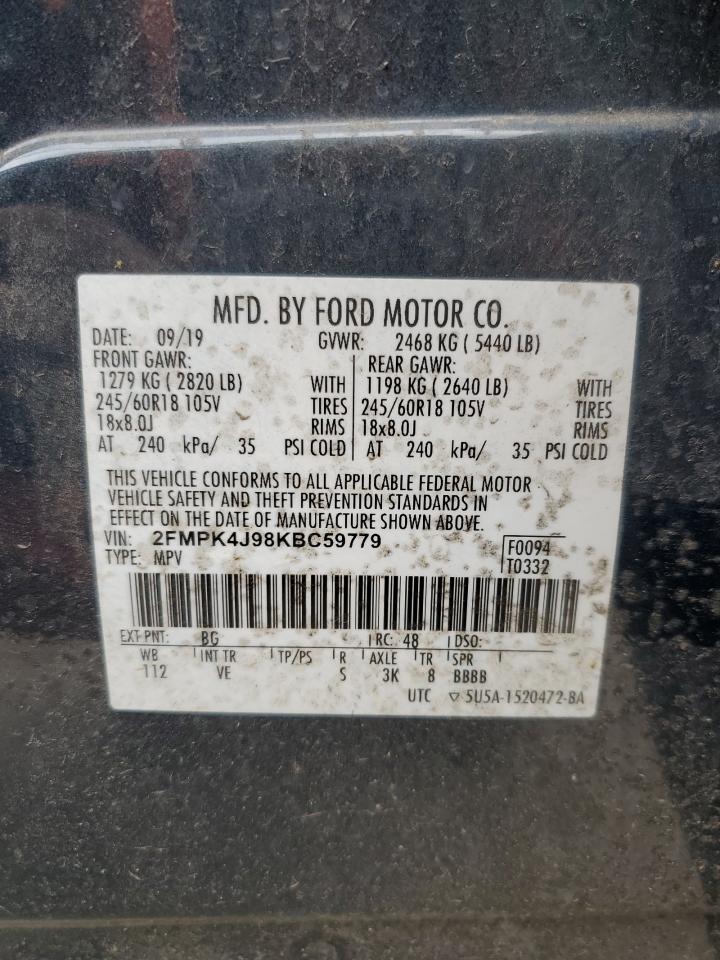 MFD. BY FORD MOTOR CO.
DATE: 09/19 GVWR: 2468 KG ( 5440 LB)
FRONT GAWR: REAR GAWR:
1279 KG ( 2820 LB) WITH 1198 KG ( 2640 LB) WITH
245/60R18 105V TIRES 245/60R18 105V TIRES
18x8.0J RIMS 18x8.0J RIMS
AT 240 kPa/ 35 PSI COLD AT 240 kPa/ 35 PSI COLD
THIS VEHICLE CONFORMS TO ALL APPLICABLE FEDERAL MOTOR
VEHICLE SAFETY AND THEFT PREVENTION STANDARDS IN
EFFECT ON THE DATE OF MANUFACTURE SHOWN ABOVE.
VIN: 2FMPK4J98KBC59779 F0094
TYPE: MPV T0332
EXT PNT: BG RC: 48 DSO:
WB INT TR TP/PS R AXLE TR SPR
112 VE S 3K 8 BBBB
UTC ▽ 5U5A-1520472-BA